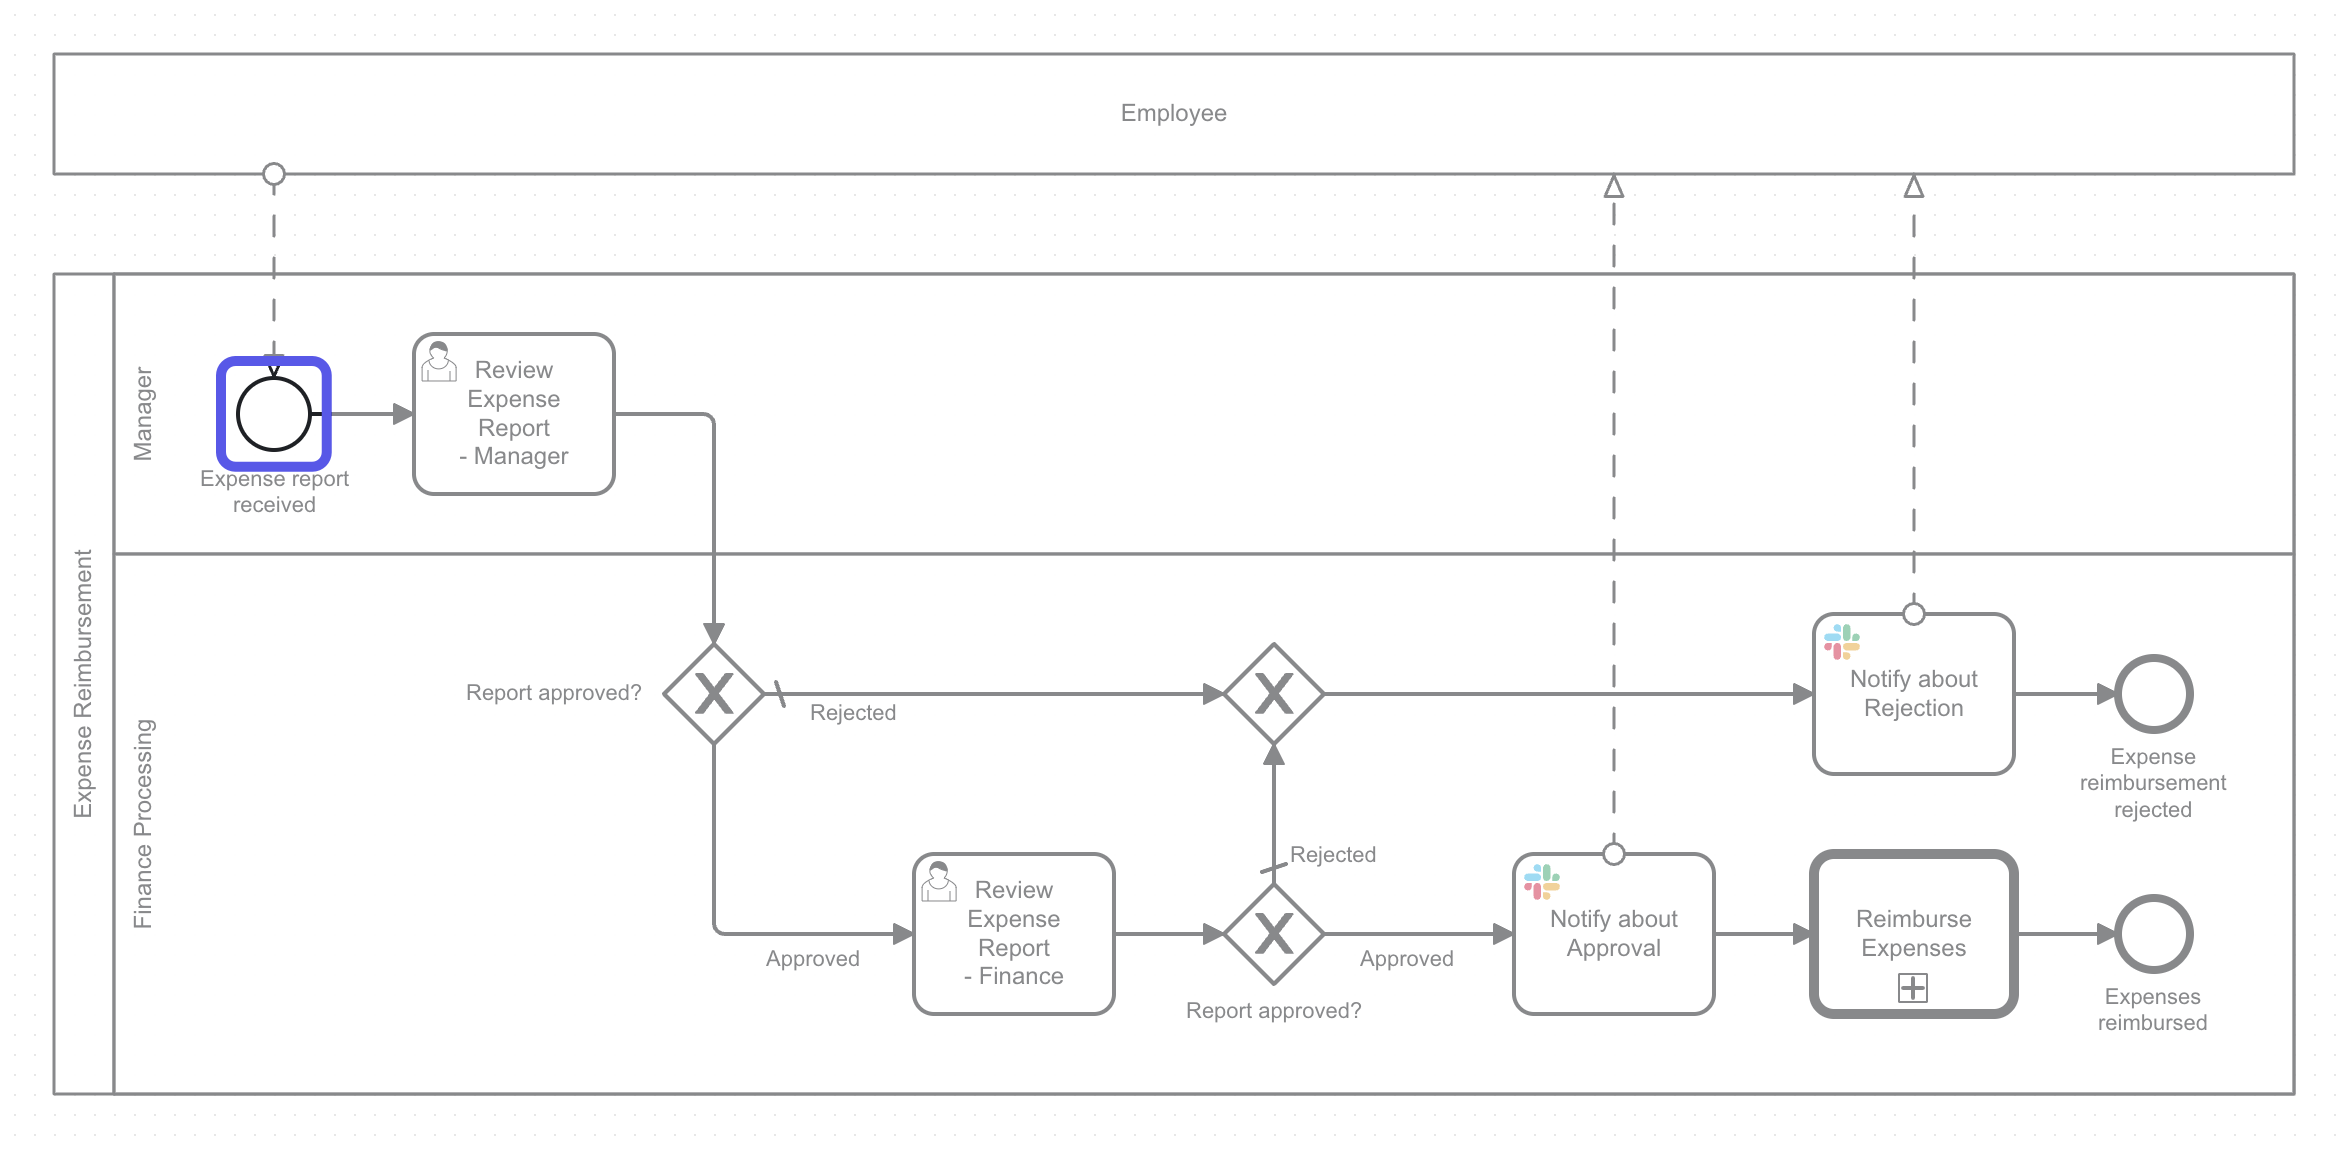 Employee
Expense Reimbursement
Manager
Expense report
received
Review
Expense
Report
- Manager
Finance Processing
Report approved?
Rejected
Approved
Review
Expense
Report
- Finance
Rejected
Report approved?
Approved
Notify about
Approval
Notify about
Rejection
Expense
reimbursement
rejected
Reimburse
Expenses
Expenses
reimbursed